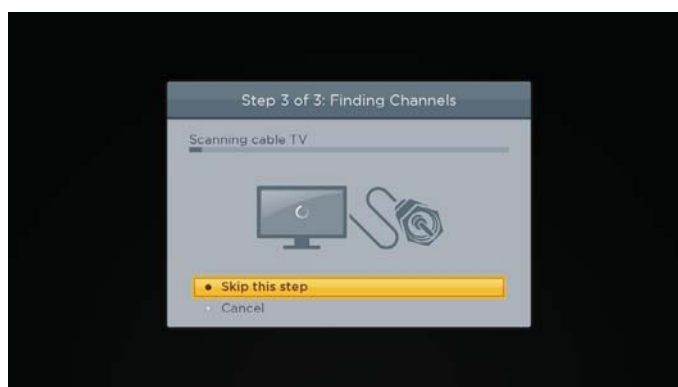 Step 3 of 3: Finding Channels
Scanning cable TV
Skip this step
Cancel